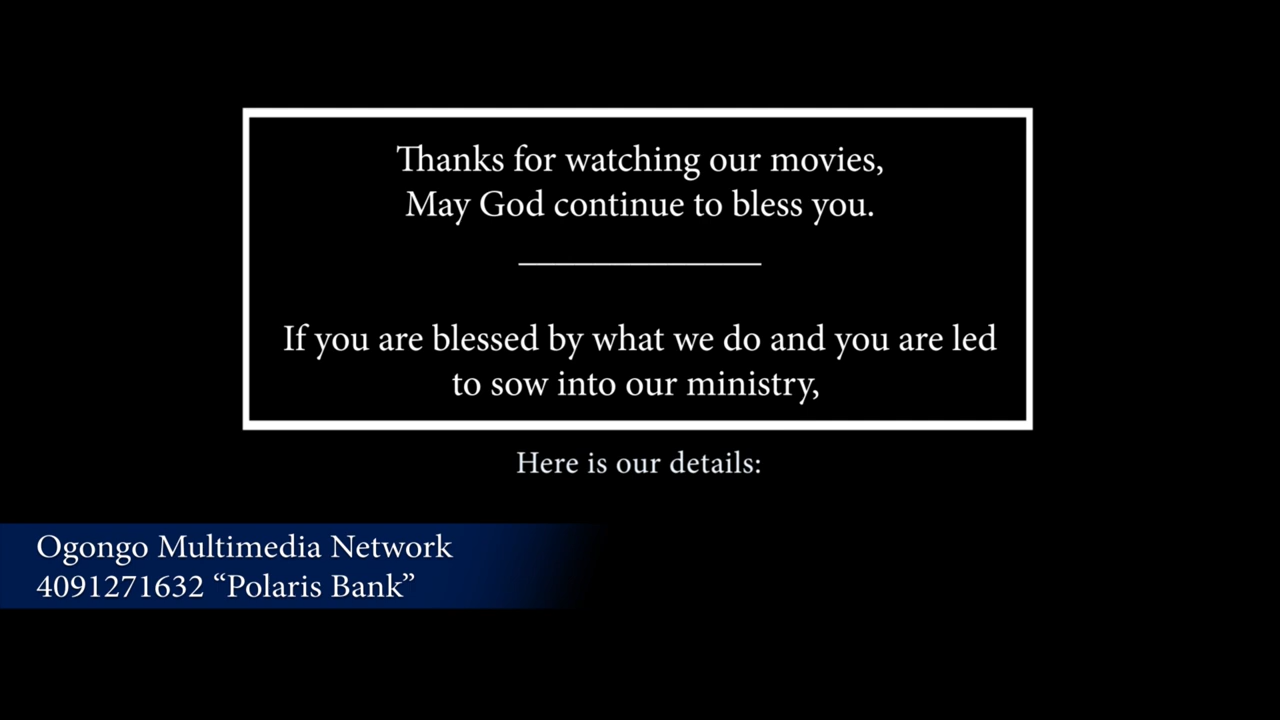 Thanks for watching our movies,
May God continue to bless you.
If you are blessed by what we do and you are led
to sow into our ministry,
Here is our details:
Ogongo Multimedia Network
4091271632 “Polaris Bank”